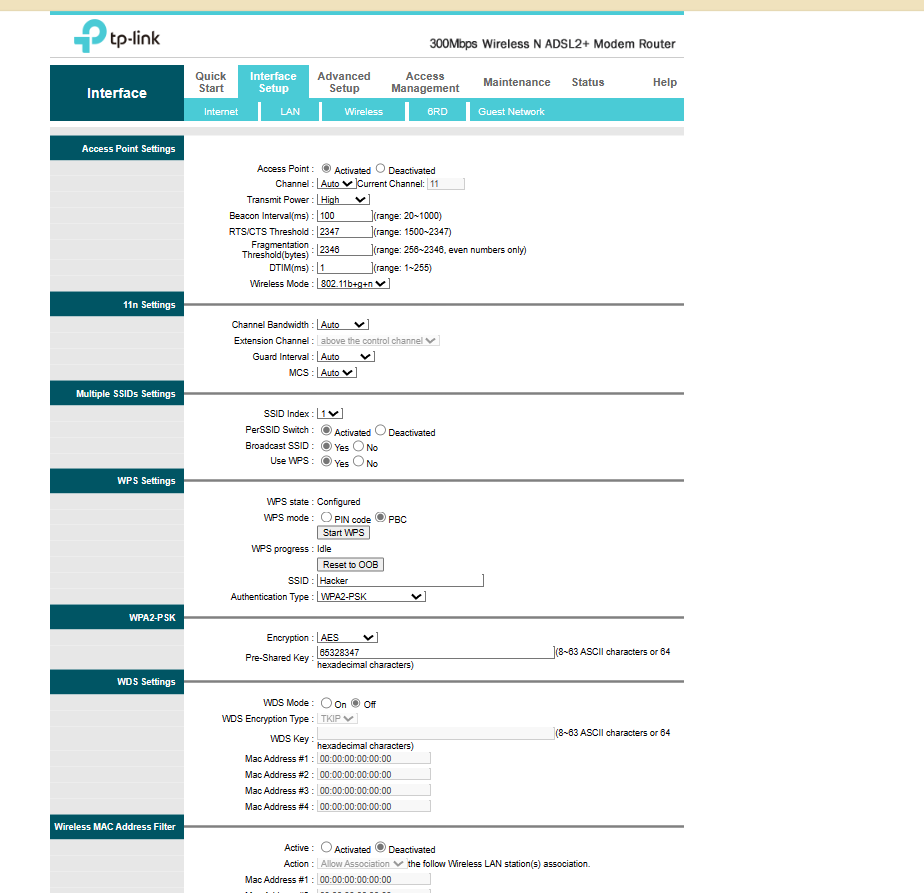 tp-link
300Mbps Wireless N ADSL2+ Modem Router
Interface
Quick Start
Interface Setup
Advanced Setup
Access Management
Maintenance
Status
Help
Internet
LAN
Wireless
6RD
Guest Network
Access Point Settings
Access Point : Activated Deactivated
Channel : Auto Current Channel: 11
Transmit Power : High
Beacon Interval(ms) : 100 (range: 20~1000)
RTS/CTS Threshold : 2347 (range: 1500~2347)
Fragmentation
Threshold(bytes) : 2346 (range: 256~2346, even numbers only)
DTIM(ms) : 1 (range: 1~255)
Wireless Mode : 802.11b+g+n
11n Settings
Channel Bandwidth : Auto
Extension Channel : above the control channel
Guard Interval : Auto
MCS : Auto
Multiple SSIDs Settings
SSID Index : 1
PerSSID Switch : Activated Deactivated
Broadcast SSID : Yes No
Use WPS : Yes No
WPS Settings
WPS state : Configured
WPS mode : PIN code PBC
Start WPS
WPS progress : Idle
Reset to OOB
SSID : Hacker
Authentication Type : WPA2-PSK
WPA2-PSK
Encryption : AES
Pre-Shared Key : 65328347 (8~63 ASCII characters or 64
hexadecimal characters)
WDS Settings
WDS Mode : On Off
WDS Encryption Type : TKIP
WDS Key : (8~63 ASCII characters or 64
hexadecimal characters)
Mac Address #1 : 00:00:00:00:00:00
Mac Address #2 : 00:00:00:00:00:00
Mac Address #3 : 00:00:00:00:00:00
Mac Address #4 : 00:00:00:00:00:00
Wireless MAC Address Filter
Active : Activated Deactivated
Action : Allow Association the follow Wireless LAN station(s) association.
Mac Address #1 : 00:00:00:00:00:00